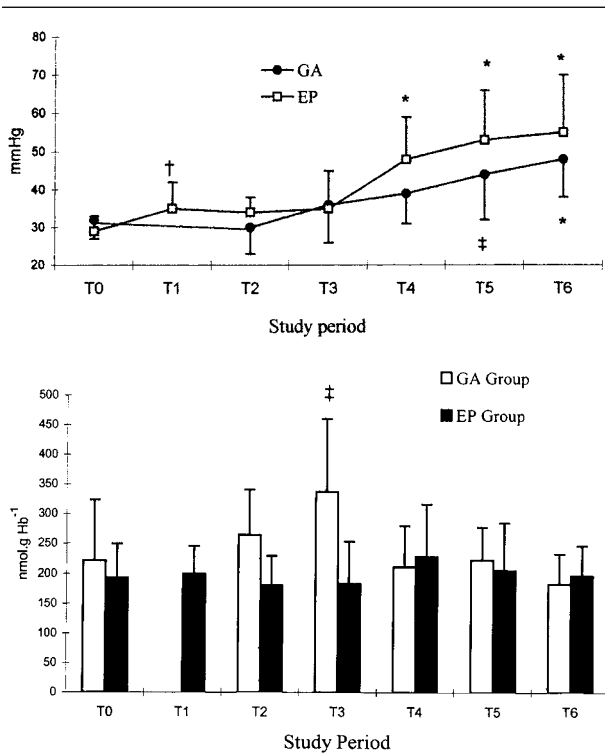 80
70
60
50
40
30
20
mmHg
GA
EP
†
*
*
*
‡
*
T0 T1 T2 T3 T4 T5 T6
Study period
500
450
400
350
300
250
200
150
100
50
0
nmol.g Hb⁻¹
GA Group
EP Group
‡
T0 T1 T2 T3 T4 T5 T6
Study Period